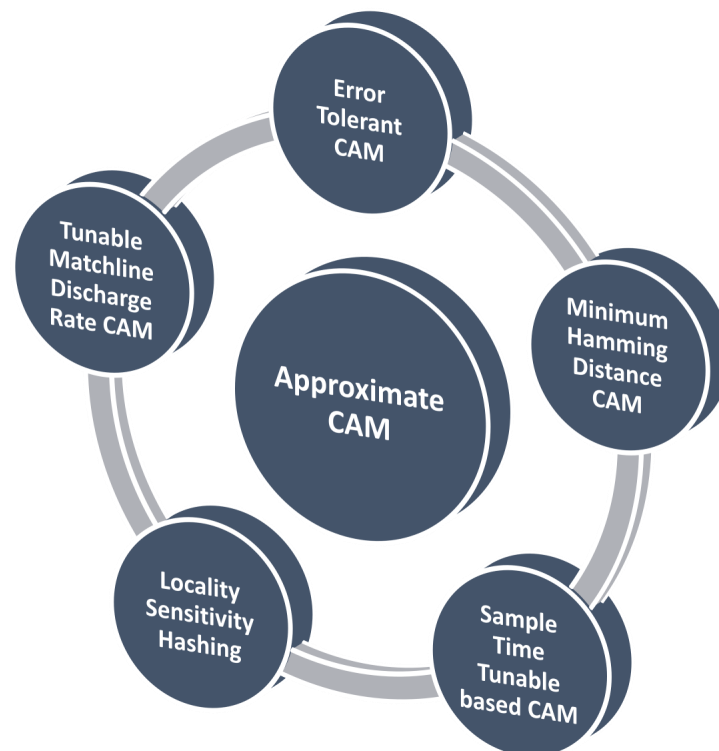 Error
Tolerant
CAM
Minimum
Hamming
Distance
CAM
Sample
Time
Tunable
based CAM
Locality
Sensitivity
Hashing
Tunable
Matchline
Discharge
Rate CAM
Approximate
CAM